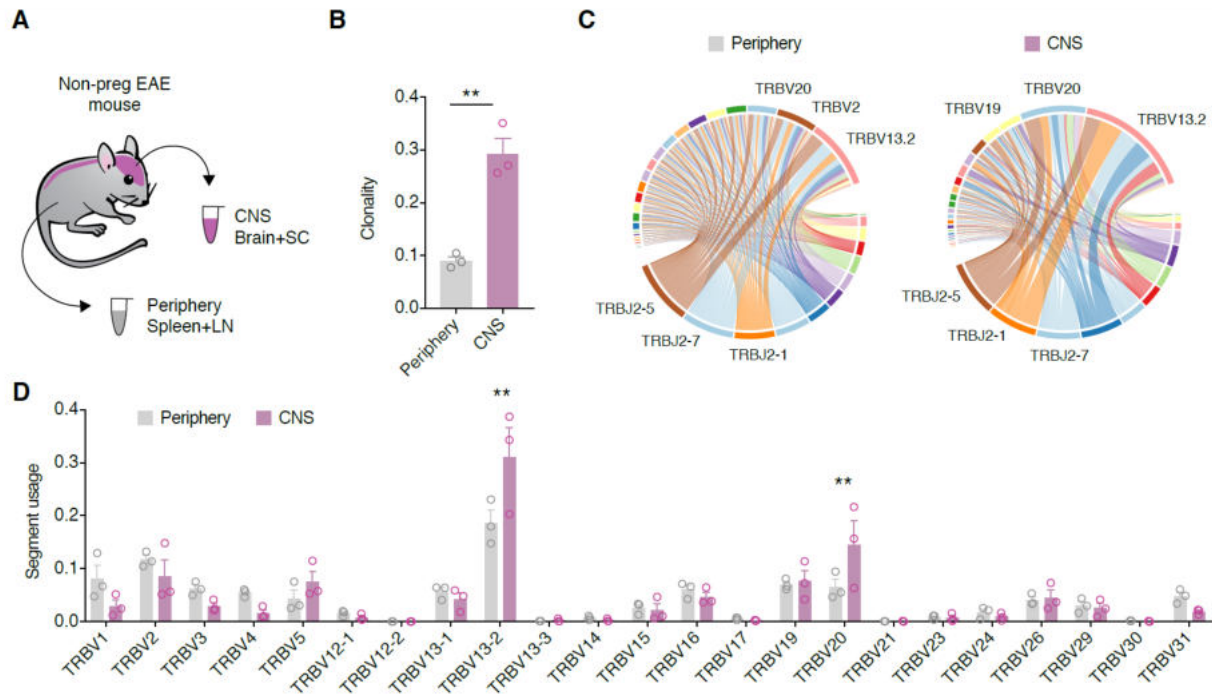 A
Non-preg EAE
mouse
CNS
Brain+SC
Periphery
Spleen+LN
B
**
0.4
0.3
0.2
0.1
0.0
Clonality
Periphery
CNS
C
Periphery
CNS
TRBV20
TRBV2
TRBV13.2
TRBJ2-5
TRBJ2-7
TRBJ2-1
TRBV20
TRBV19
TRBV13.2
TRBJ2-5
TRBJ2-1
TRBJ2-7
D
Periphery
CNS
**
**
0.4
0.3
0.2
0.1
0.0
Segment usage
TRBV1
TRBV2
TRBV3
TRBV4
TRBV5
TRBV12-1
TRBV12-2
TRBV13-1
TRBV13-2
TRBV13-3
TRBV14
TRBV15
TRBV16
TRBV17
TRBV19
TRBV20
TRBV21
TRBV23
TRBV24
TRBV26
TRBV29
TRBV30
TRBV31